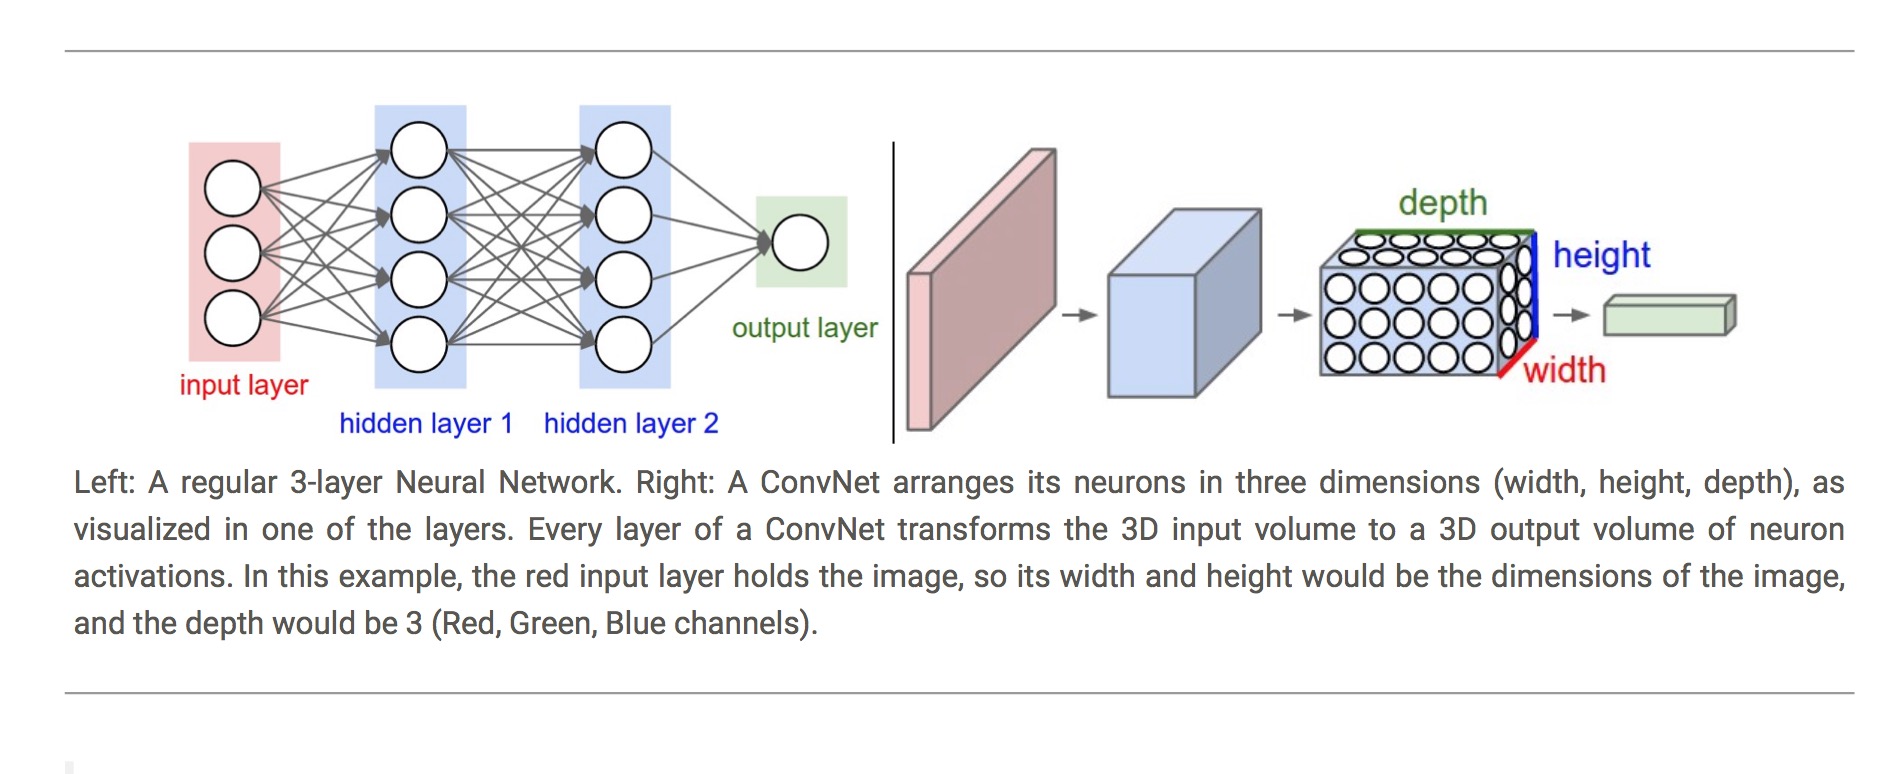 depth
height
width
output layer
input layer
hidden layer 1
hidden layer 2
Left: A regular 3-layer Neural Network. Right: A ConvNet arranges its neurons in three dimensions (width, height, depth), as
visualized in one of the layers. Every layer of a ConvNet transforms the 3D input volume to a 3D output volume of neuron
activations. In this example, the red input layer holds the image, so its width and height would be the dimensions of the image,
and the depth would be 3 (Red, Green, Blue channels).